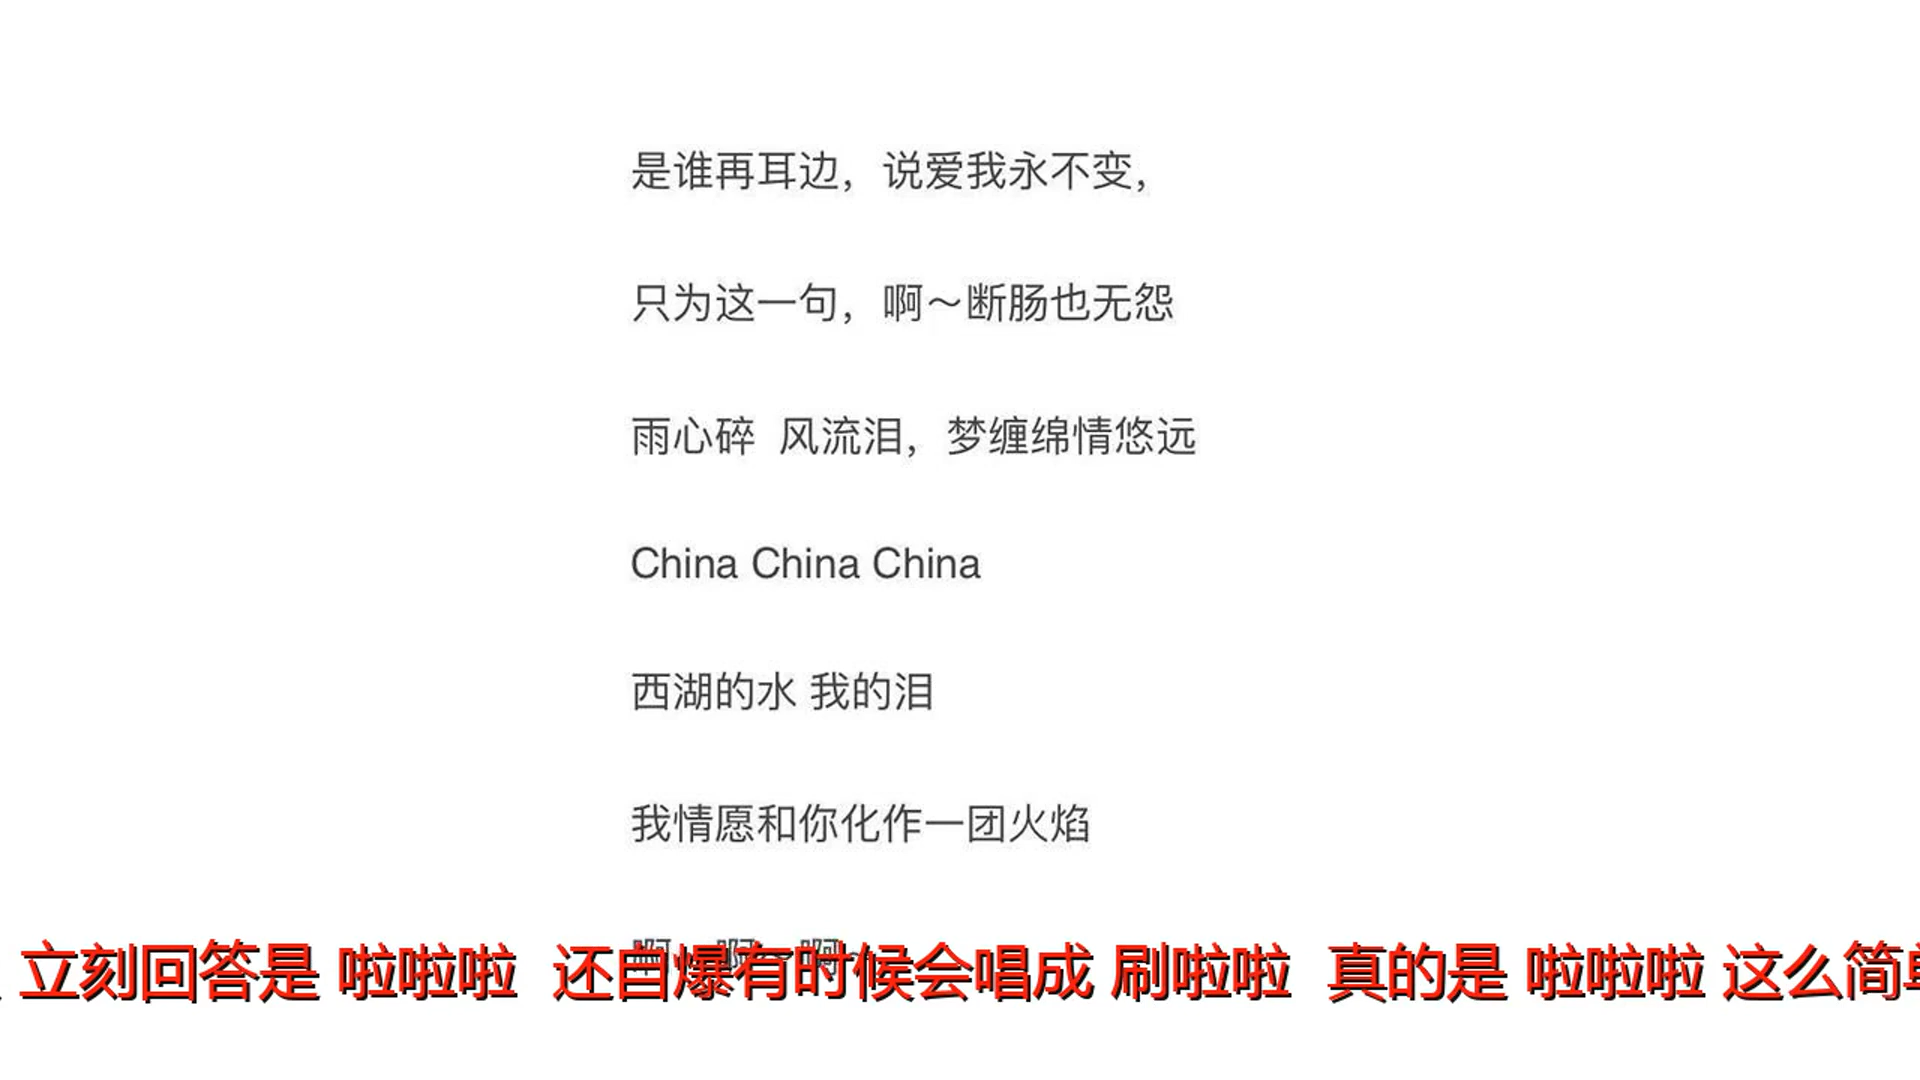 是谁再耳边，说爱我永不变，
只为这一句，啊～断肠也无怨
雨心碎 风流泪，梦缠绵情悠远
China China China
西湖的水 我的泪
我情愿和你化作一团火焰
立刻回答是 啦啦啦 还自爆有时候会唱成 刷啦啦 真的是 啦啦啦 这么简单